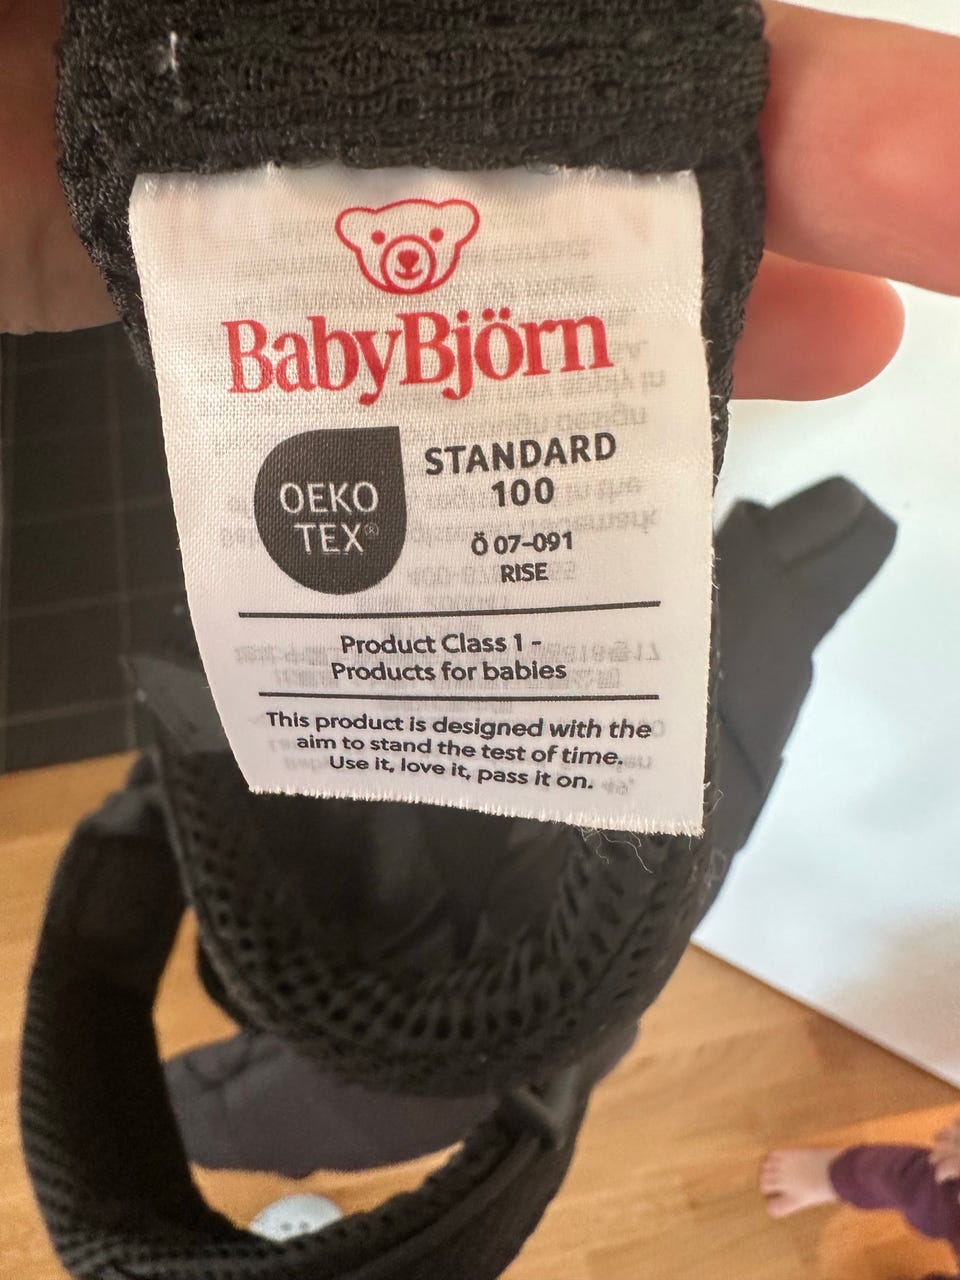 BabyBjörn
OEKO
TEX®
STANDARD
100
Ö 07-091
RISE
Product Class 1 -
Products for babies
This product is designed with the
aim to stand the test of time.
Use it, love it, pass it on.